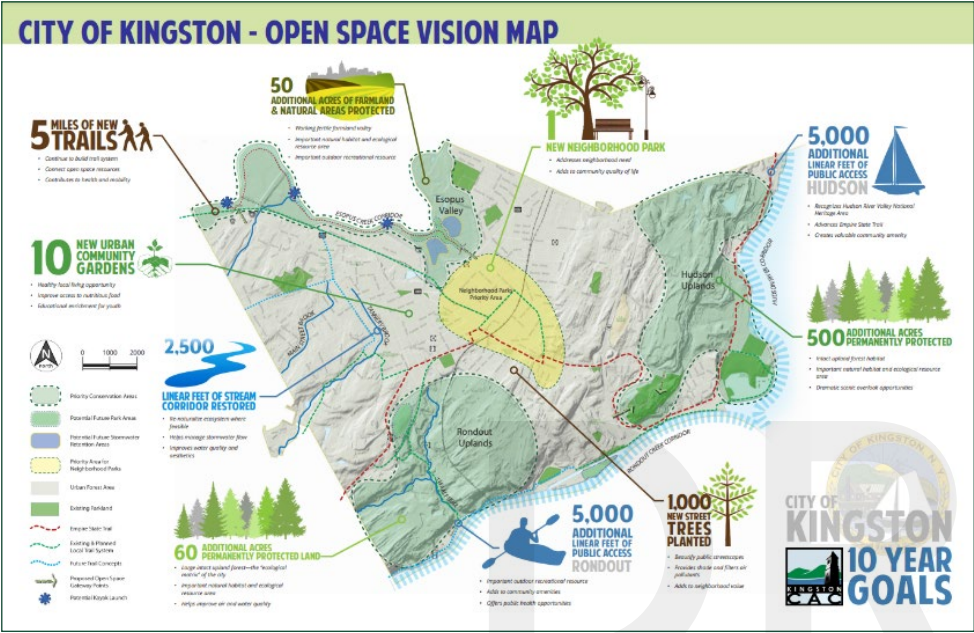 CITY OF KINGSTON - OPEN SPACE VISION MAP
50
ADDITIONAL ACRES OF FARMLAND
& NATURAL AREAS PROTECTED
• Working fertile farmland valley
• Important natural habitat and ecological
resource area
• Important outdoor recreational resource
1
NEW NEIGHBORHOOD PARK
• Addresses neighborhood need
• Adds to community quality of life
5 MILES OF NEW
TRAILS
• Continue to build trail system
• Connect open space resources
• Contributes to health and mobility
5,000
ADDITIONAL
LINEAR FEET OF
PUBLIC ACCESS
HUDSON
• Recognizes Hudson River Valley National
Heritage Area
• Advances Empire State Trail
• Creates valuable community amenity
10 NEW URBAN
COMMUNITY
GARDENS
• Healthy local living opportunity
• Improve access to nutritious food
• Educational enrichment for youth
500 ADDITIONAL ACRES
PERMANENTLY PROTECTED
• Intact upland forest habitat
• Important natural habitat and ecological resource
area
• Dramatic scenic overlook opportunities
Esopus
Valley
ESOPUS CREEK CORRIDOR
Neighborhood Parks
Priority Area
Hudson
Uplands
HUDSON RIVER CORRIDOR
Rondout
Uplands
RONDOUT CREEK CORRIDOR
north
0 1000 2000
2,500
LINEAR FEET OF STREAM
CORRIDOR RESTORED
• Re-naturalize ecosystem where
feasible
• Helps manage stormwater flow
• Improves water quality and
aesthetics
Priority Conservation Areas
Potential Future Park Areas
Potential Future Stormwater
Retention Areas
Priority Area for
Neighborhood Parks
Urban Forest Area
Existing Parkland
Empire State Trail
Existing & Planned
Local Trail System
Future Trail Concepts
Proposed Open Space
Gateway Points
Potential Kayak Launch
60 ADDITIONAL ACRES
PERMANENTLY PROTECTED LAND
• Large intact upland forest—the "ecological
matrix" of the city
• Important natural habitat and ecological
resource area
• Helps improve air and water quality
5,000
ADDITIONAL
LINEAR FEET OF
PUBLIC ACCESS
RONDOUT
• Important outdoor recreational resource
• Adds to community amenities
• Offers public health opportunities
1,000
NEW STREET
TREES
PLANTED
• Beautify public streetscapes
• Provides shade and filters air
pollutants
• Adds to neighborhood value
CITY OF KINGSTON, N.Y.
CITY OF
KINGSTON
KINGSTON
CAC
10 YEAR
GOALS